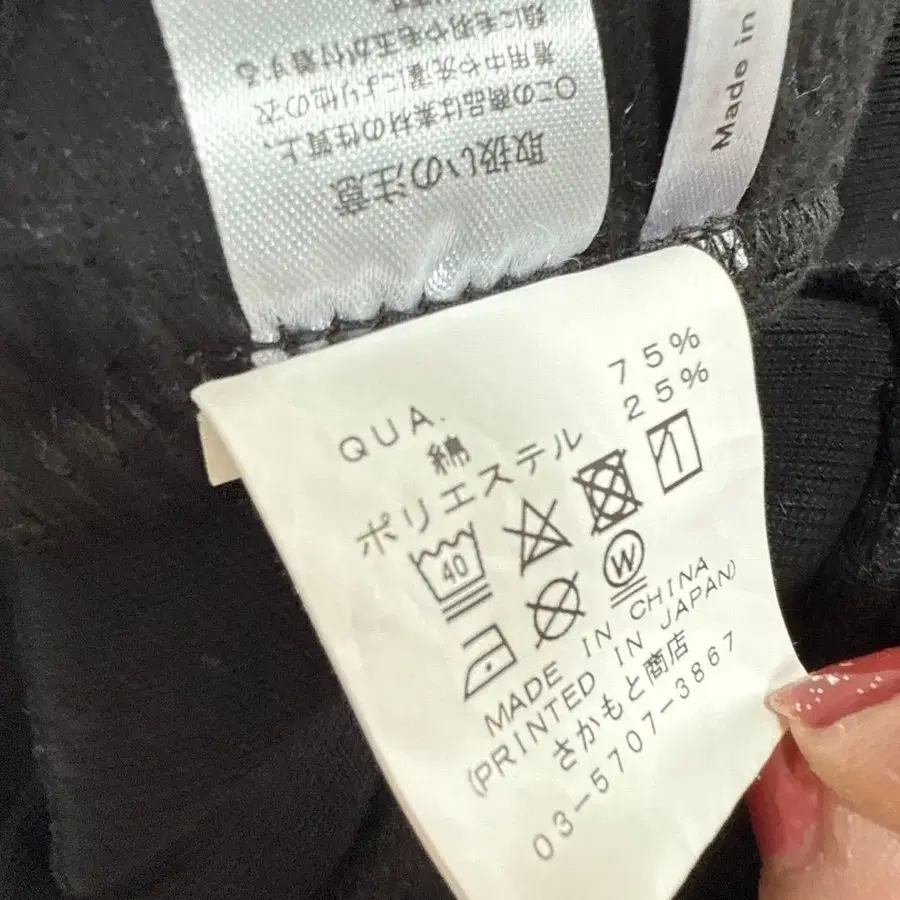 取扱いの注意
○この商品は素材の性質上、
着用中や洗濯により他の衣
類に毛羽や毛玉が付着する
Made in
QUA.
綿 75%
ポリエステル 25%
40
W
MADE IN CHINA
(PRINTED IN JAPAN)
さかもと商店
03-5707-3867